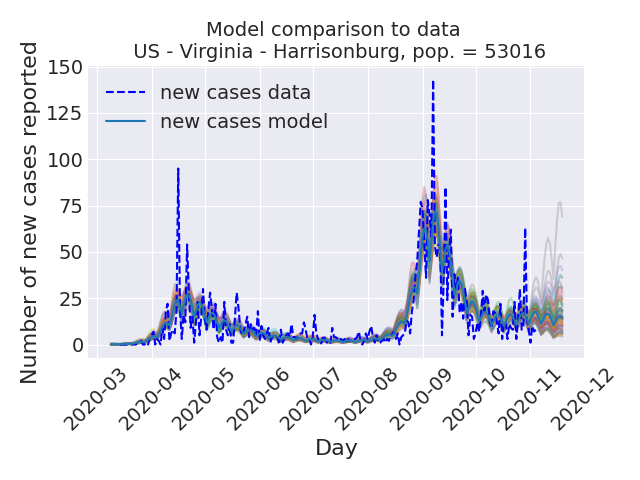 Model comparison to data
US - Virginia - Harrisonburg, pop. = 53016
Number of new cases reported
150
125
100
75
50
25
0
new cases data
new cases model
2020-03
2020-04
2020-05
2020-06
2020-07
2020-08
2020-09
2020-10
2020-11
2020-12
Day